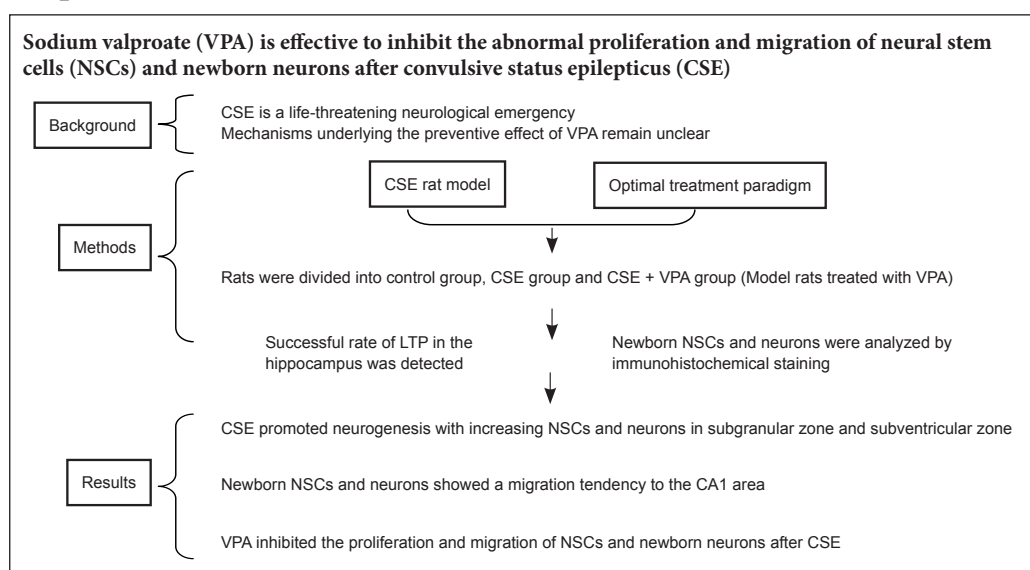 Sodium valproate (VPA) is effective to inhibit the abnormal proliferation and migration of neural stem
cells (NSCs) and newborn neurons after convulsive status epilepticus (CSE)
Background
CSE is a life-threatening neurological emergency
Mechanisms underlying the preventive effect of VPA remain unclear
CSE rat model
Optimal treatment paradigm
Methods
Rats were divided into control group, CSE group and CSE + VPA group (Model rats treated with VPA)
Successful rate of LTP in the
hippocampus was detected
Newborn NSCs and neurons were analyzed by
immunohistochemical staining
CSE promoted neurogenesis with increasing NSCs and neurons in subgranular zone and subventricular zone
Results
Newborn NSCs and neurons showed a migration tendency to the CA1 area
VPA inhibited the proliferation and migration of NSCs and newborn neurons after CSE